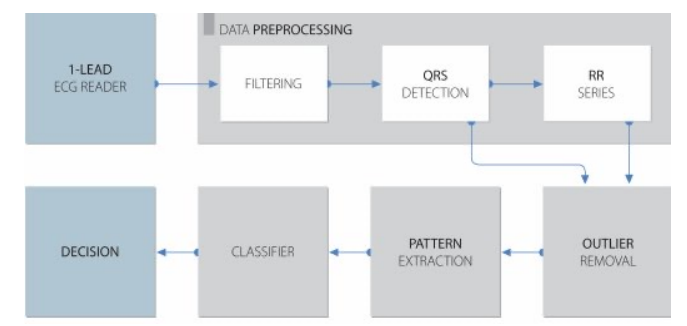 DATA PREPROCESSING
1-LEAD
ECG READER
FILTERING
QRS
DETECTION
RR
SERIES
DECISION
CLASSIFIER
PATTERN
EXTRACTION
OUTLIER
REMOVAL